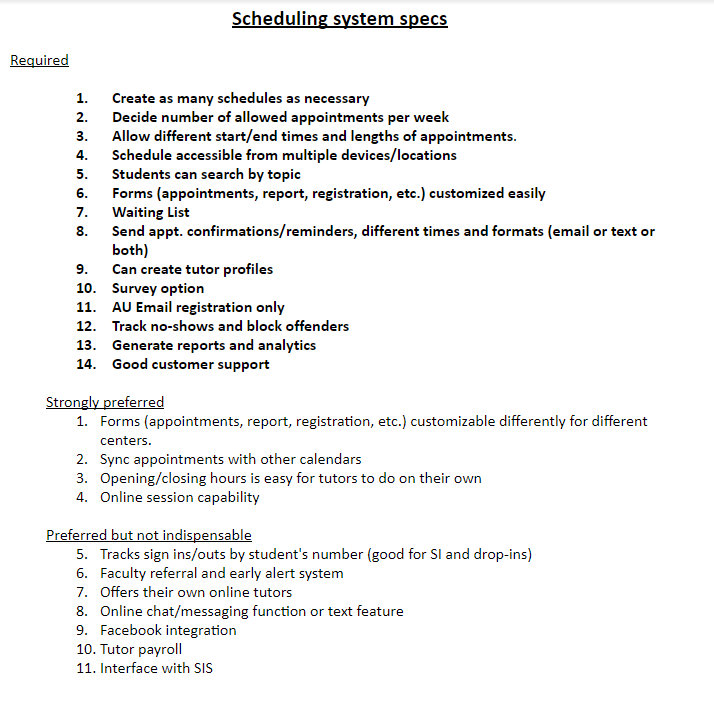 Scheduling system specs
Required
1. Create as many schedules as necessary
2. Decide number of allowed appointments per week
3. Allow different start/end times and lengths of appointments.
4. Schedule accessible from multiple devices/locations
5. Students can search by topic
6. Forms (appointments, report, registration, etc.) customized easily
7. Waiting List
8. Send appt. confirmations/reminders, different times and formats (email or text or
both)
9. Can create tutor profiles
10. Survey option
11. AU Email registration only
12. Track no-shows and block offenders
13. Generate reports and analytics
14. Good customer support
Strongly preferred
1. Forms (appointments, report, registration, etc.) customizable differently for different
centers.
2. Sync appointments with other calendars
3. Opening/closing hours is easy for tutors to do on their own
4. Online session capability
Preferred but not indispensable
5. Tracks sign ins/outs by student's number (good for SI and drop-ins)
6. Faculty referral and early alert system
7. Offers their own online tutors
8. Online chat/messaging function or text feature
9. Facebook integration
10. Tutor payroll
11. Interface with SIS